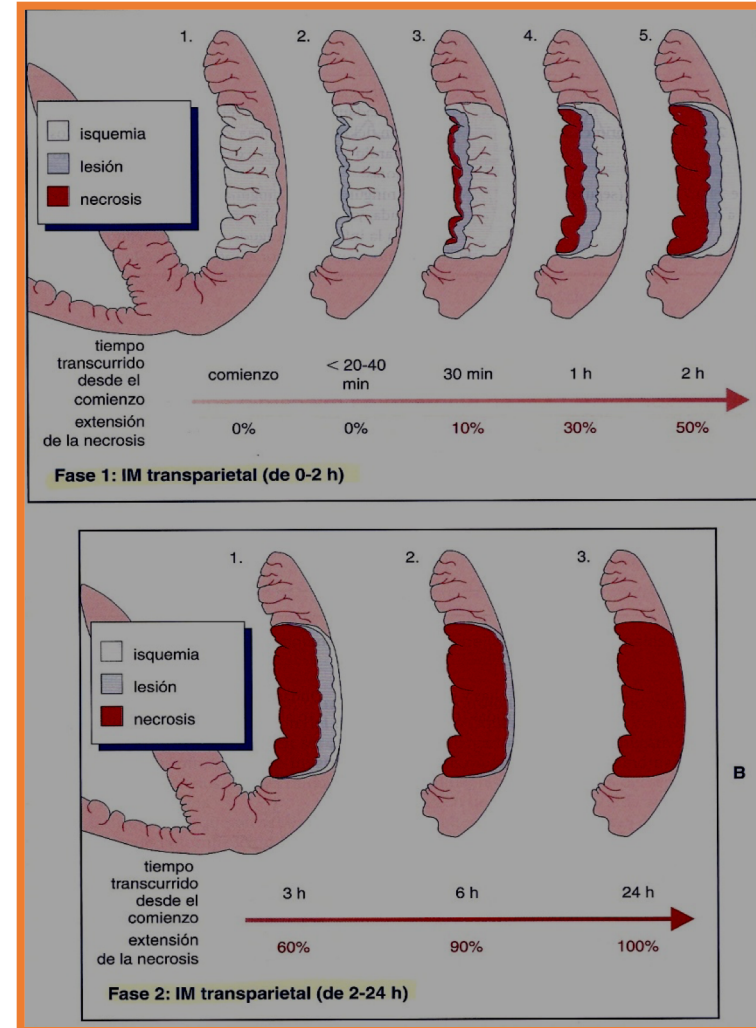 1.
2.
3.
4.
5.
isquemia
lesión
necrosis
tiempo
transcurrido
desde el
comienzo
comienzo
< 20-40
min
30 min
1 h
2 h
extensión
de la necrosis
0%
0%
10%
30%
50%
Fase 1: IM transparietal (de 0-2 h)
1.
2.
3.
isquemia
lesión
necrosis
B
tiempo
transcurrido
desde el
comienzo
3 h
6 h
24 h
extensión
de la necrosis
60%
90%
100%
Fase 2: IM transparietal (de 2-24 h)